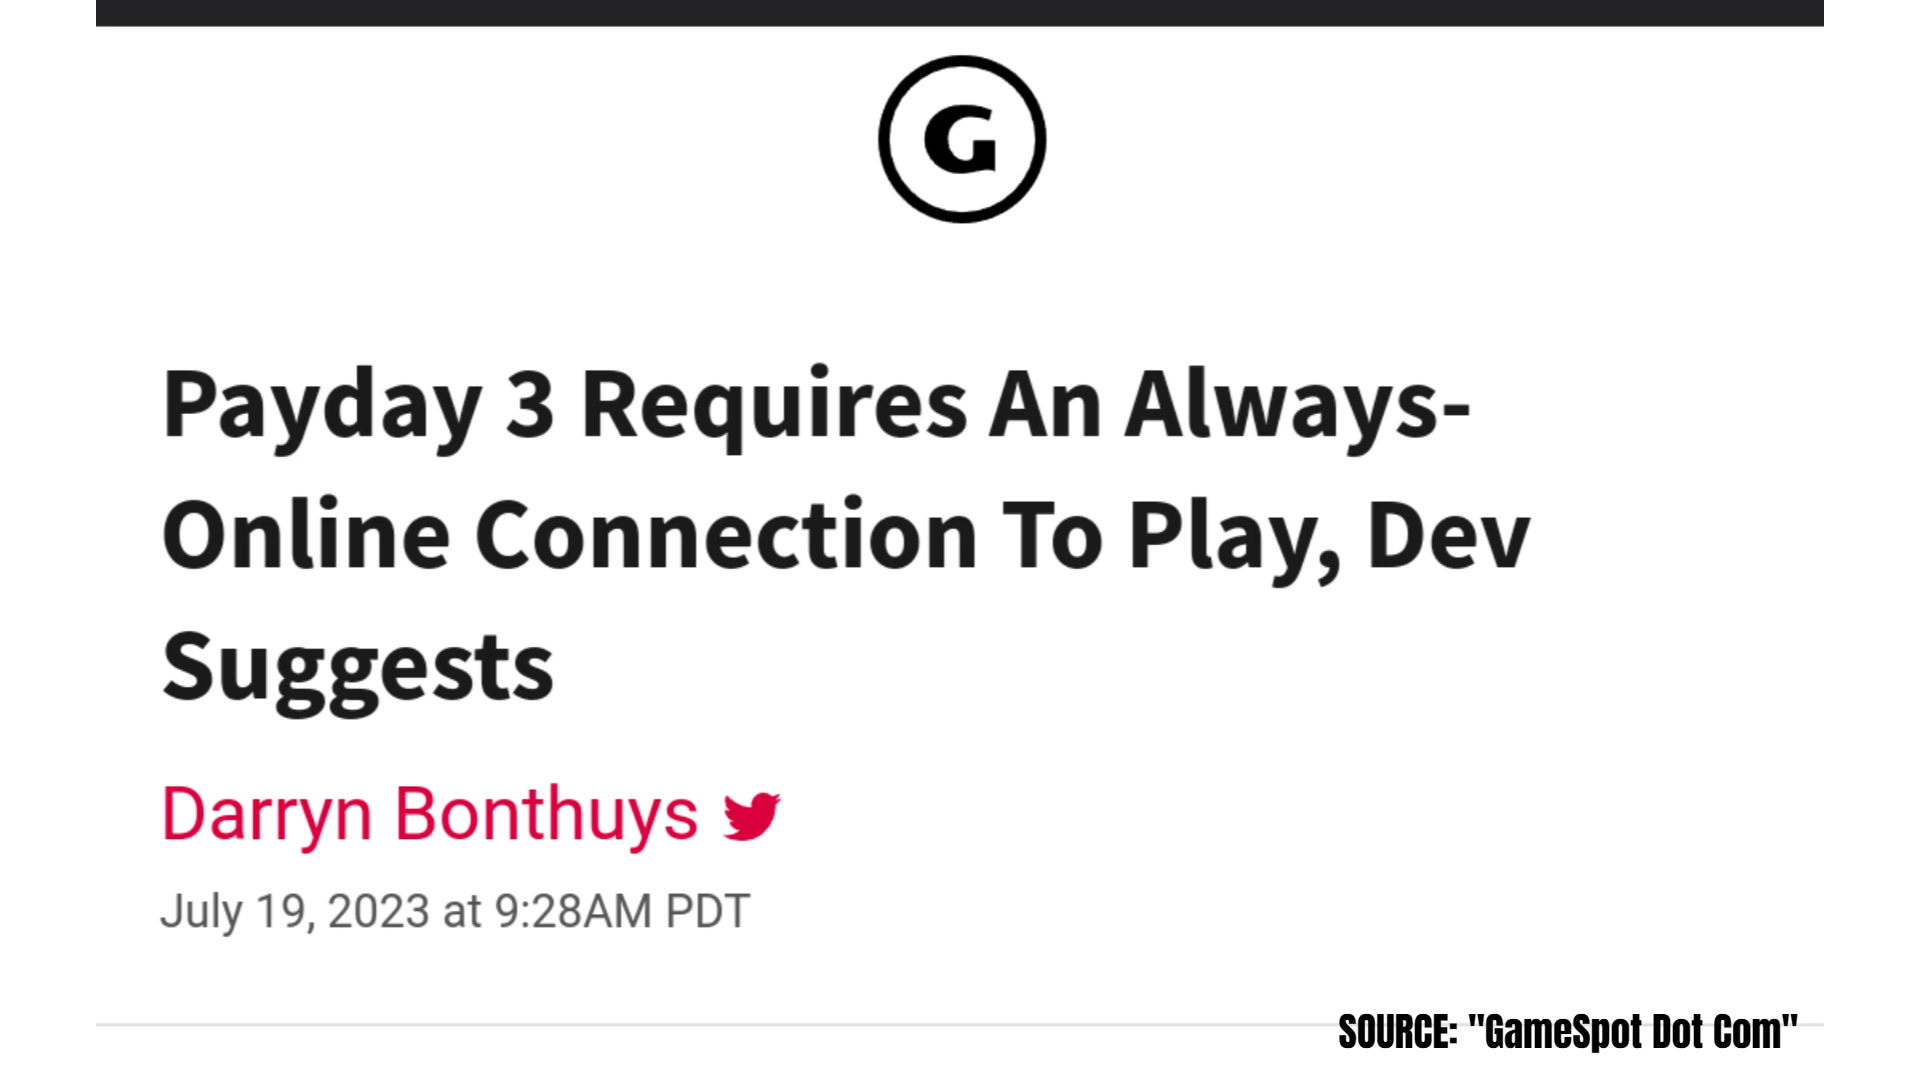 G
Payday 3 Requires An Always-
Online Connection To Play, Dev
Suggests
Darryn Bonthuys
July 19, 2023 at 9:28AM PDT
SOURCE: "GameSpot Dot Com"